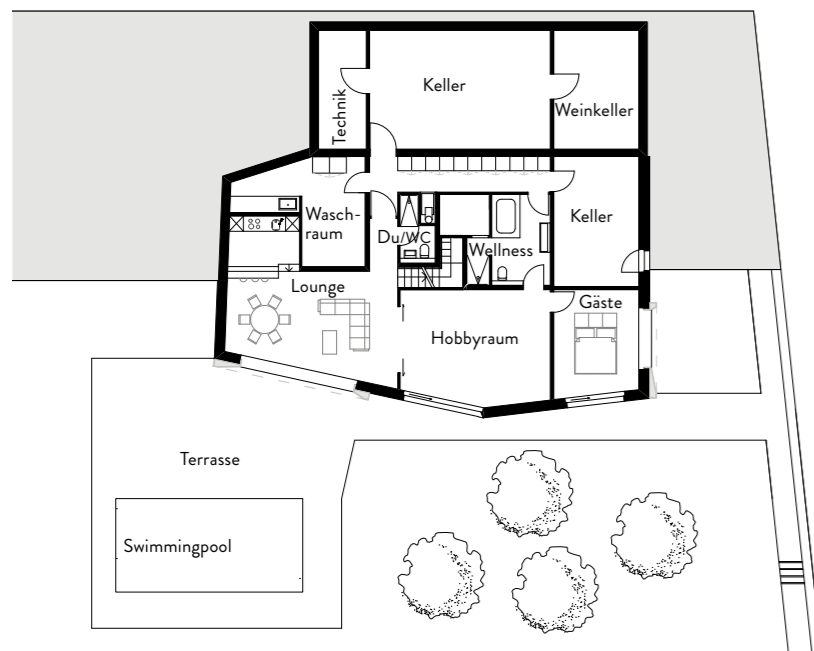 Keller
Technik
Weinkeller
Wasch-
raum
Du/WC
Wellness
Keller
Lounge
Gäste
Hobbyraum
Terrasse
Swimmingpool